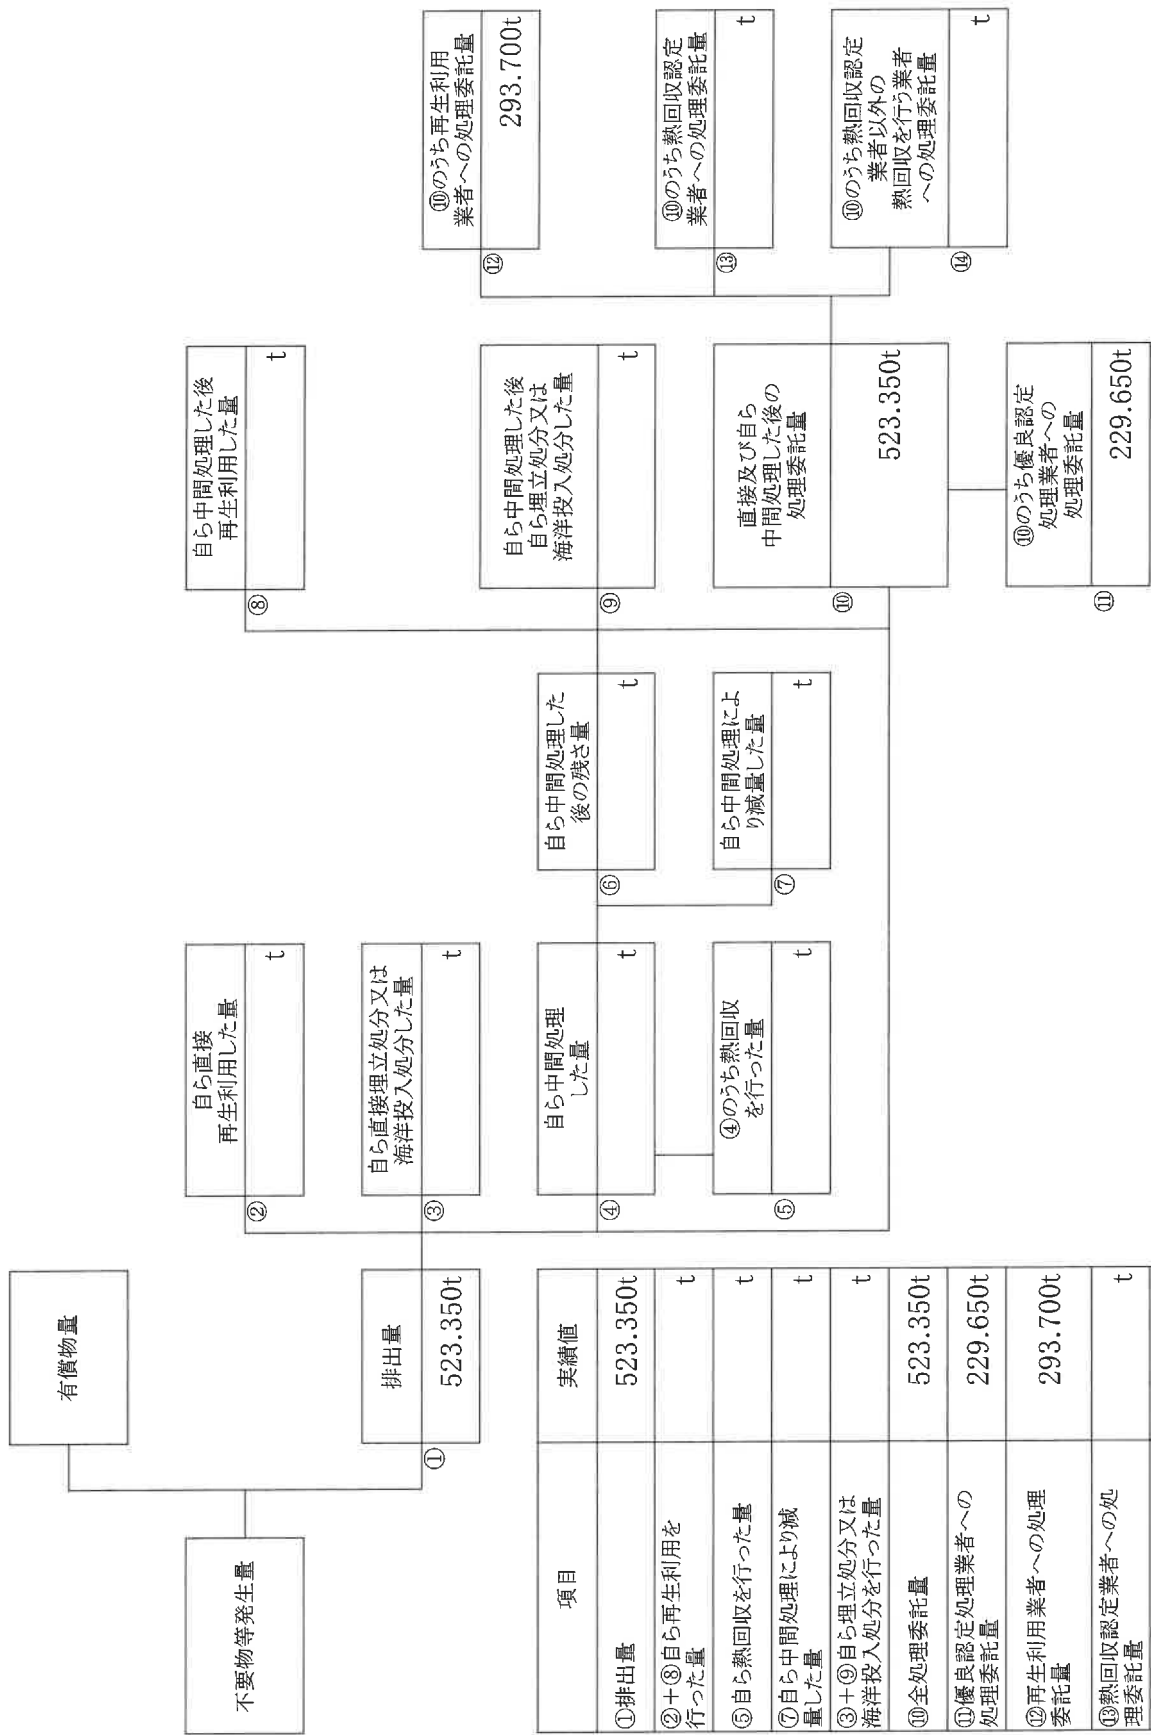 不要物等発生量
有償物量
排出量
①
523.350t
自ら直接
再生利用した量
②
t
自ら直接埋立処分又は
海洋投入処分した量
③
t
自ら中間処理
した量
④
t
④のうち熱回収
を行った量
⑤
t
自ら中間処理した
後の残さ量
⑥
t
自ら中間処理によ
り減量した量
⑦
t
自ら中間処理した後
再生利用した量
⑧
t
自ら中間処理した後
自ら埋立処分又は
海洋投入処分した量
⑨
t
直接及び自ら
中間処理した後の
処理委託量
⑩
523.350t
⑩のうち優良認定
処理業者への
処理委託量
⑪
229.650t
⑩のうち再生利用
業者への処理委託量
⑫
293.700t
⑩のうち熱回収認定
業者への処理委託量
⑬
t
⑩のうち熱回収認定
業者以外の
熱回収を行う業者
への処理委託量
⑭
t
項目 実績値
①排出量 523.350t
②+⑧自ら再生利用を
行った量 t
⑤自ら熱回収を行った量 t
⑦自ら中間処理により減
量した量 t
③+⑨自ら埋立処分又は
海洋投入処分を行った量 t
⑩全処理委託量 523.350t
⑪優良認定処理業者への
処理委託量 229.650t
⑫再生利用業者への処理
委託量 293.700t
⑬熱回収認定業者への処
理委託量 t